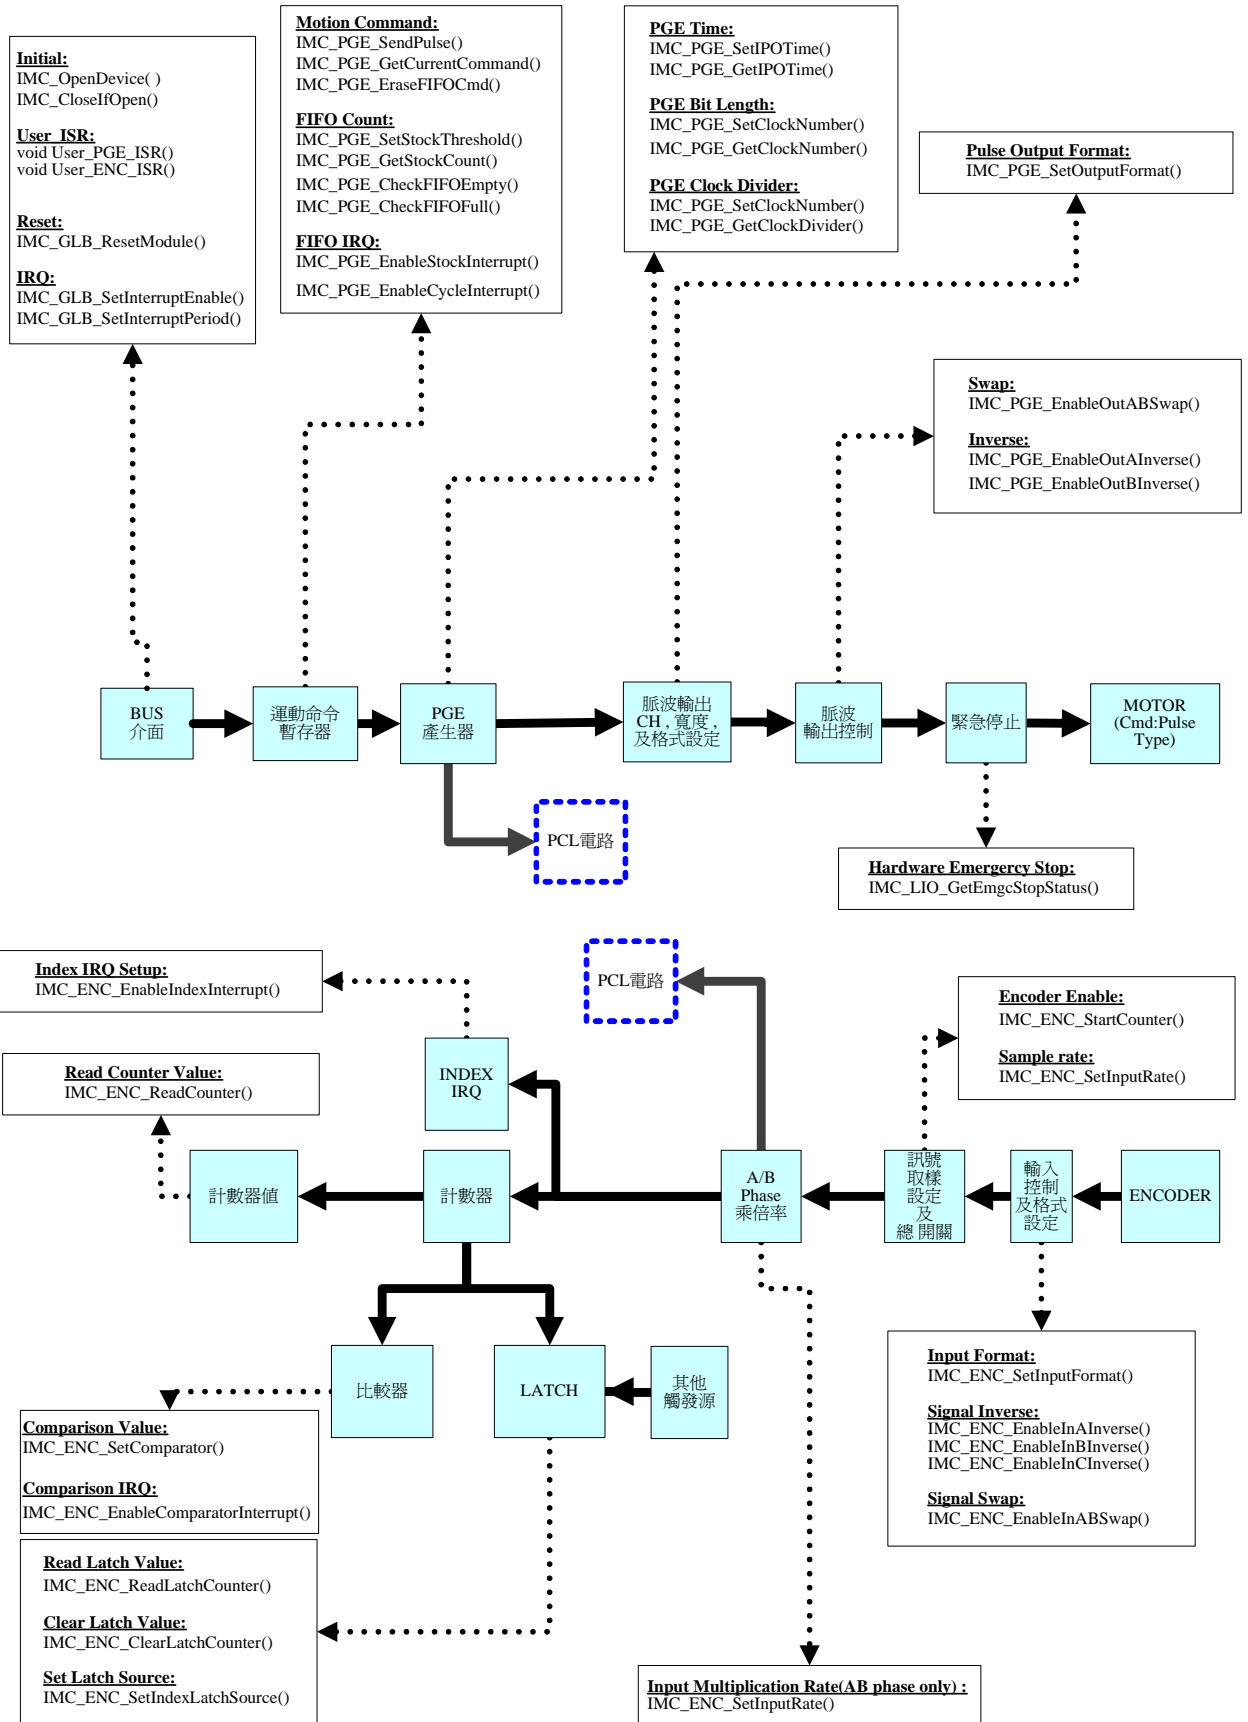 Initial:
IMC_OpenDevice( )
IMC_CloseIfOpen()
User_ISR:
void User_PGE_ISR()
void User_ENC_ISR()
Reset:
IMC_GLB_ResetModule()
IRQ:
IMC_GLB_SetInterruptEnable()
IMC_GLB_SetInterruptPeriod()
Motion Command:
IMC_PGE_SendPulse()
IMC_PGE_GetCurrentCommand()
IMC_PGE_EraseFIFOCmd()
FIFO Count:
IMC_PGE_SetStockThreshold()
IMC_PGE_GetStockCount()
IMC_PGE_CheckFIFOEmpty()
IMC_PGE_CheckFIFOFull()
FIFO IRQ:
IMC_PGE_EnableStockInterrupt()
IMC_PGE_EnableCycleInterrupt()
PGE Time:
IMC_PGE_SetIPOTime()
IMC_PGE_GetIPOTime()
PGE Bit Length:
IMC_PGE_SetClockNumber()
IMC_PGE_GetClockNumber()
PGE Clock Divider:
IMC_PGE_SetClockNumber()
IMC_PGE_GetClockDivider()
Pulse Output Format:
IMC_PGE_SetOutputFormat()
Swap:
IMC_PGE_EnableOutABSwap()
Inverse:
IMC_PGE_EnableOutAInverse()
IMC_PGE_EnableOutBInverse()
BUS
介面
運動命令
暫存器
PGE
產生器
脈波輸出
CH , 寬度 ,
及格式設定
脈波
輸出控制
緊急停止
MOTOR
(Cmd:Pulse
Type)
PCL電路
Hardware Emergercy Stop:
IMC_LIO_GetEmgcStopStatus()
Index IRQ Setup:
IMC_ENC_EnableIndexInterrupt()
PCL電路
Encoder Enable:
IMC_ENC_StartCounter()
Sample rate:
IMC_ENC_SetInputRate()
Read Counter Value:
IMC_ENC_ReadCounter()
INDEX
IRQ
計數器值
計數器
A/B
Phase
乘倍率
訊號
取樣
設定
及
總 開關
輸入
控制
及格式
設定
ENCODER
比較器
LATCH
其他
觸發源
Input Format:
IMC_ENC_SetInputFormat()
Signal Inverse:
IMC_ENC_EnableInAInverse()
IMC_ENC_EnableInBInverse()
IMC_ENC_EnableInCInverse()
Signal Swap:
IMC_ENC_EnableInABSwap()
Comparison Value:
IMC_ENC_SetComparator()
Comparison IRQ:
IMC_ENC_EnableComparatorInterrupt()
Read Latch Value:
IMC_ENC_ReadLatchCounter()
Clear Latch Value:
IMC_ENC_ClearLatchCounter()
Set Latch Source:
IMC_ENC_SetIndexLatchSource()
Input Multiplication Rate(AB phase only) :
IMC_ENC_SetInputRate()